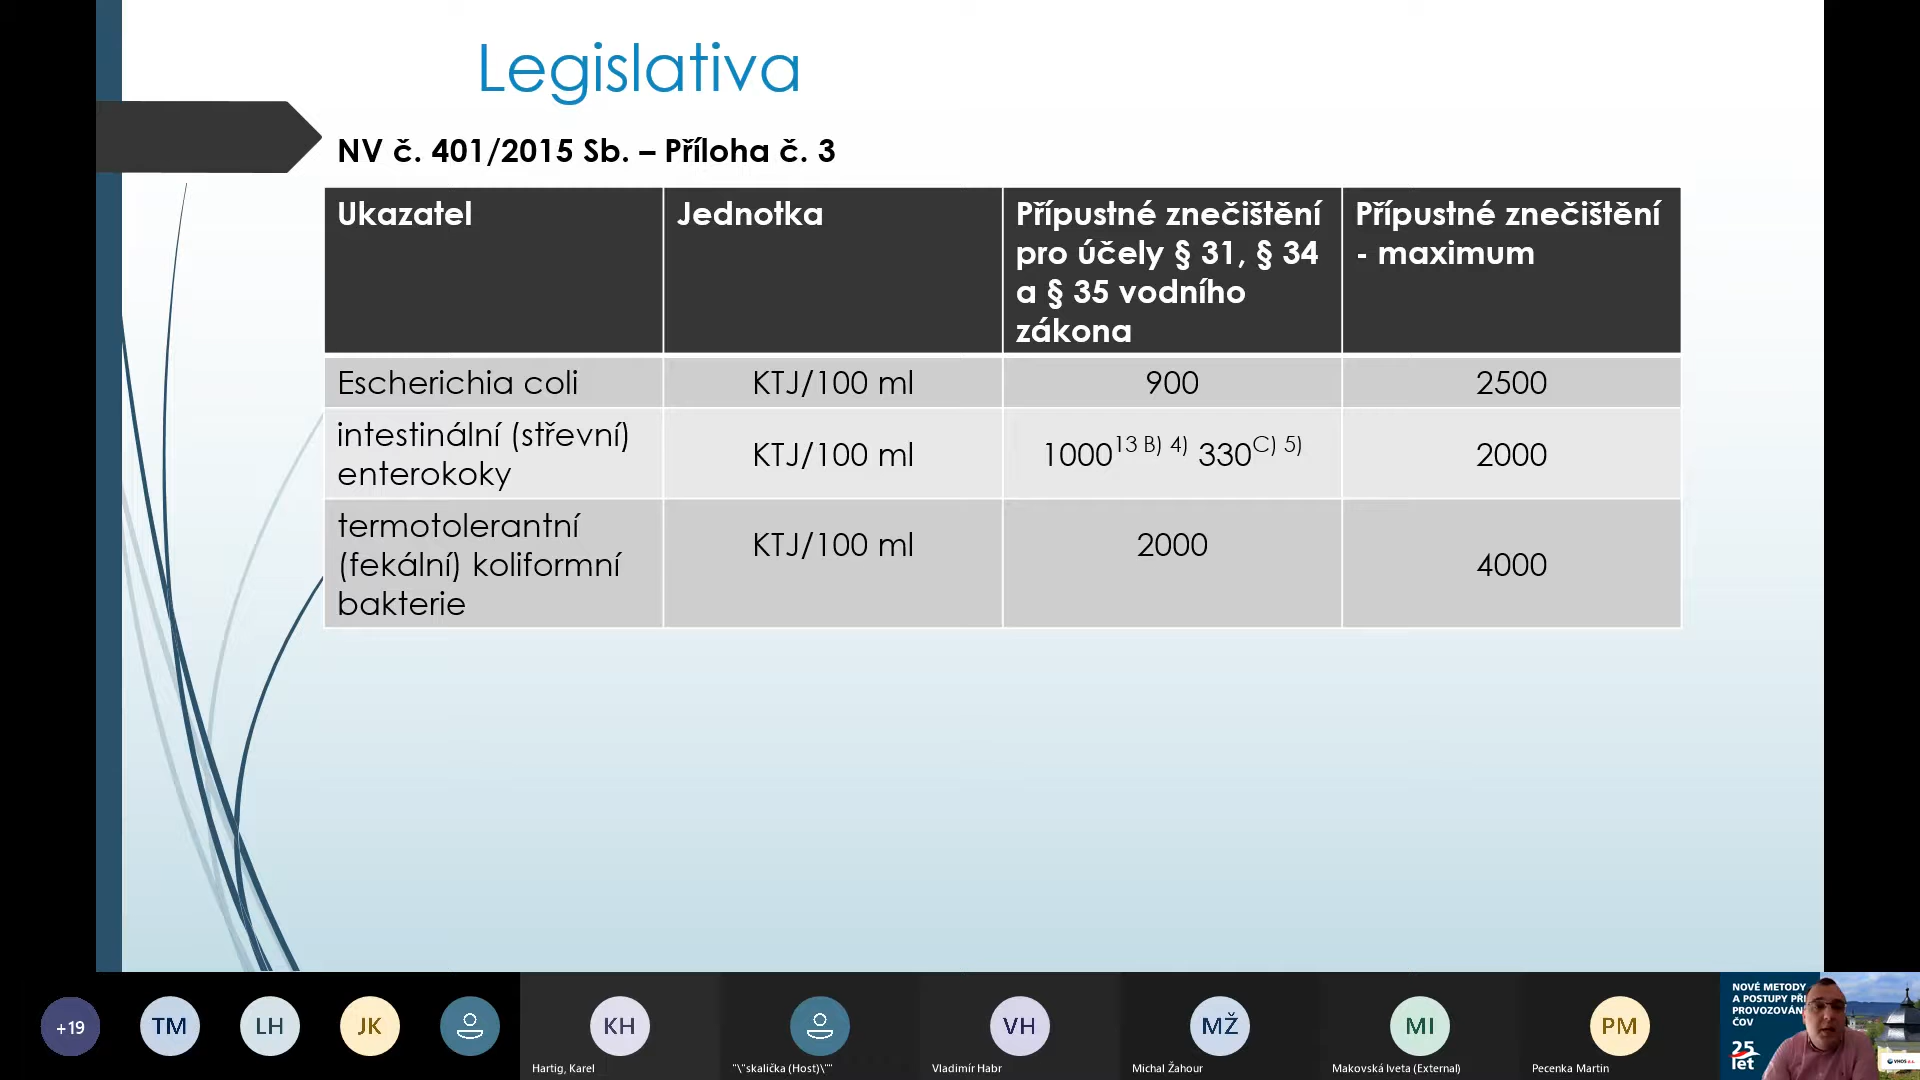 Legislativa
NV č. 401/2015 Sb. – Příloha č. 3
Ukazatel
Jednotka
Přípustné znečištění
pro účely § 31, § 34
a § 35 vodního
zákona
Přípustné znečištění
- maximum
Escherichia coli
KTJ/100 ml
900
2500
intestinální (střevní)
enterokoky
KTJ/100 ml
100013 B) 4) 330C) 5)
2000
termotolerantní
(fekální) koliformní
bakterie
KTJ/100 ml
2000
4000
+19
TM
LH
JK
KH
Hartig, Karel
"\"skalička (Host)\""
VH
Vladimír Habr
MŽ
Michal Žahour
MI
Makovská Iveta (External)
PM
Pecenka Martin
NOVÉ METODY
A POSTUPY PŘI
PROVOZOVÁN
ČOV
25
let